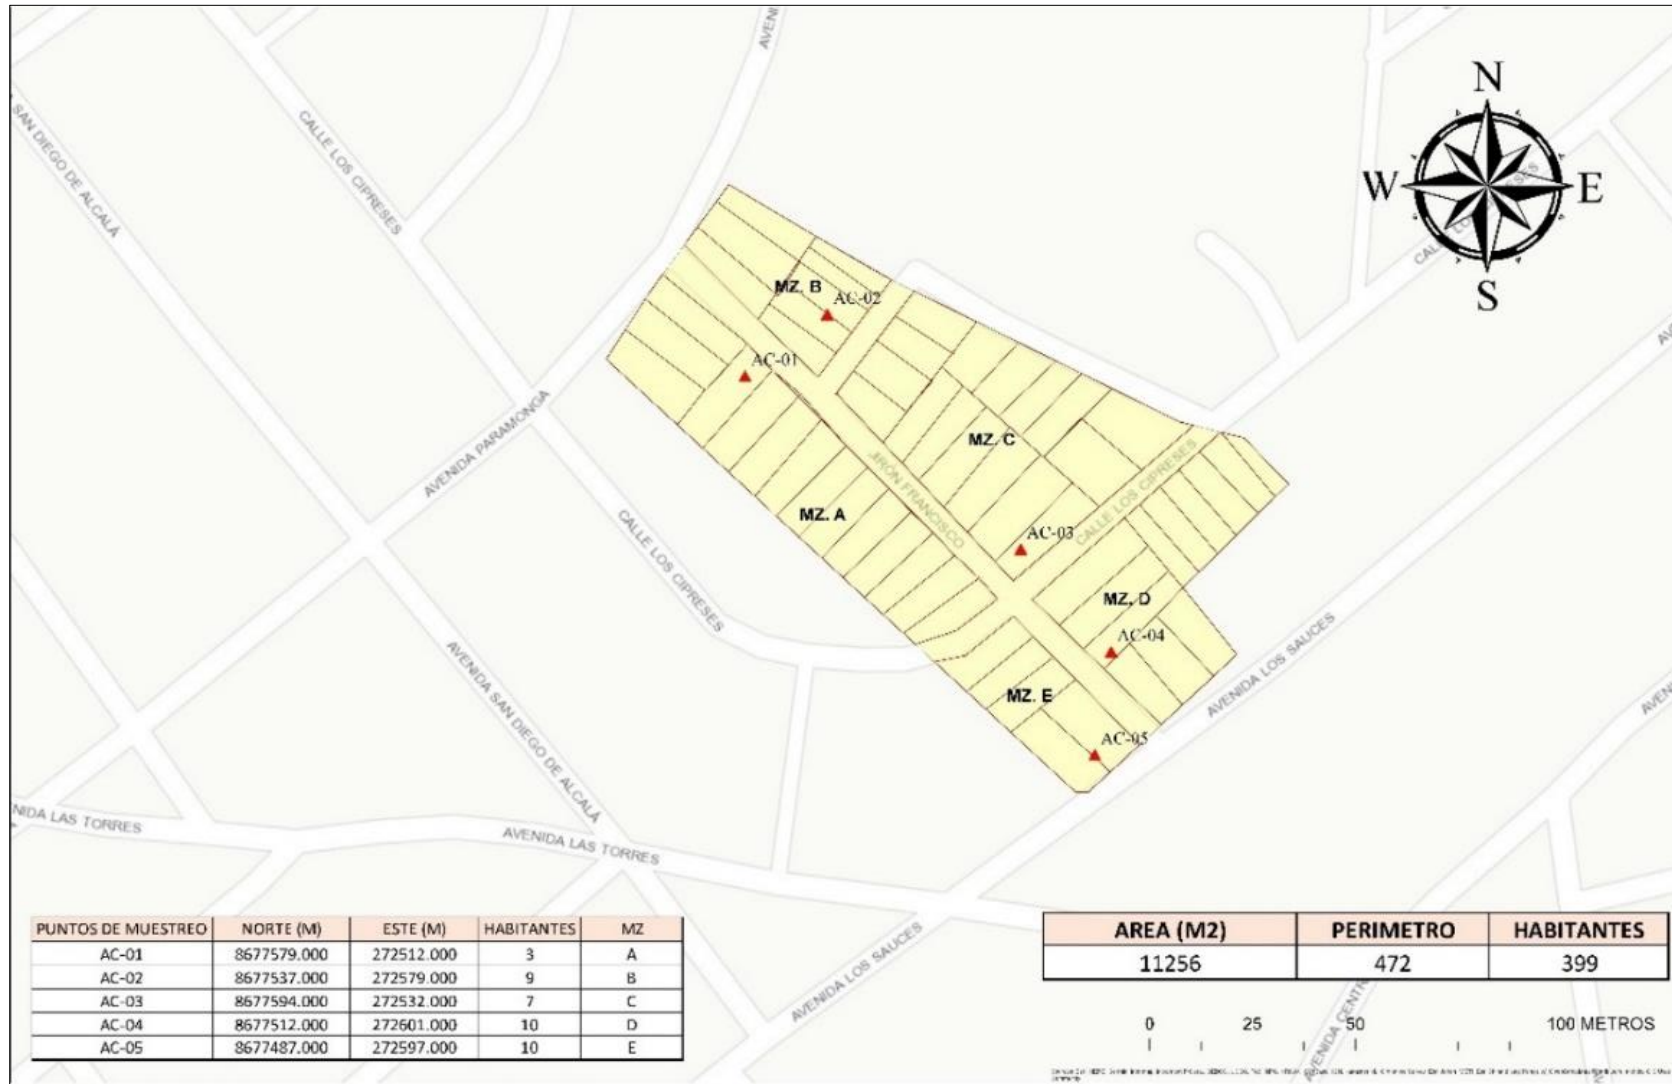 AVENI
N
W
E
S
SAN DIEGO DE ALCALÁ
CALLE LOS CIPRESES
MZ. B
AC-02
AC-01
AVENIDA PARAMONGA
MZ. C
JIRÓN FRANCISCO
CALLE LOS CIPRESES
MZ. A
AC-03
CALLE LOS CIPRESES
MZ. D
AC-04
AVENIDA LOS SAUCES
MZ. E
AC-05
AVENIDA SAN DIEGO DE ALCALÁ
AVENIDA LAS TORRES
NIDA LAS TORRES
AVENIDA LOS SAUCES
AVENIDA CENTR
PUNTOS DE MUESTREO NORTE (M) ESTE (M) HABITANTES MZ
AC-01 8677579.000 272512.000 3 A
AC-02 8677537.000 272579.000 9 B
AC-03 8677594.000 272532.000 7 C
AC-04 8677512.000 272601.000 10 D
AC-05 8677487.000 272597.000 10 E
AREA (M2) PERIMETRO HABITANTES
11256 472 399
0 25 50 100 METROS